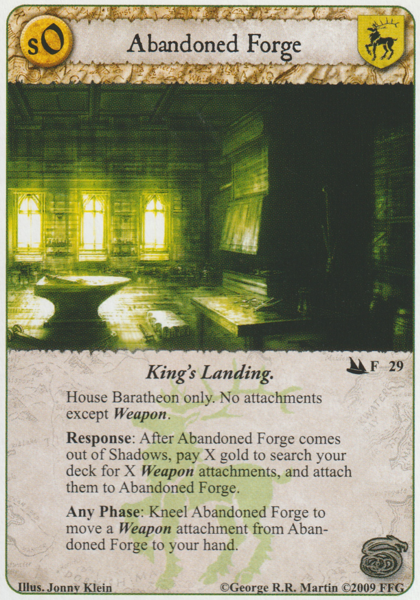 s0
Abandoned Forge
King's Landing.
F 29
House Baratheon only. No attachments
except Weapon.
Response: After Abandoned Forge comes
out of Shadows, pay X gold to search your
deck for X Weapon attachments, and attach
them to Abandoned Forge.
Any Phase: Kneel Abandoned Forge to
move a Weapon attachment from Aban-
doned Forge to your hand.
Illus. Jonny Klein
©George R.R. Martin ©2009 FFG